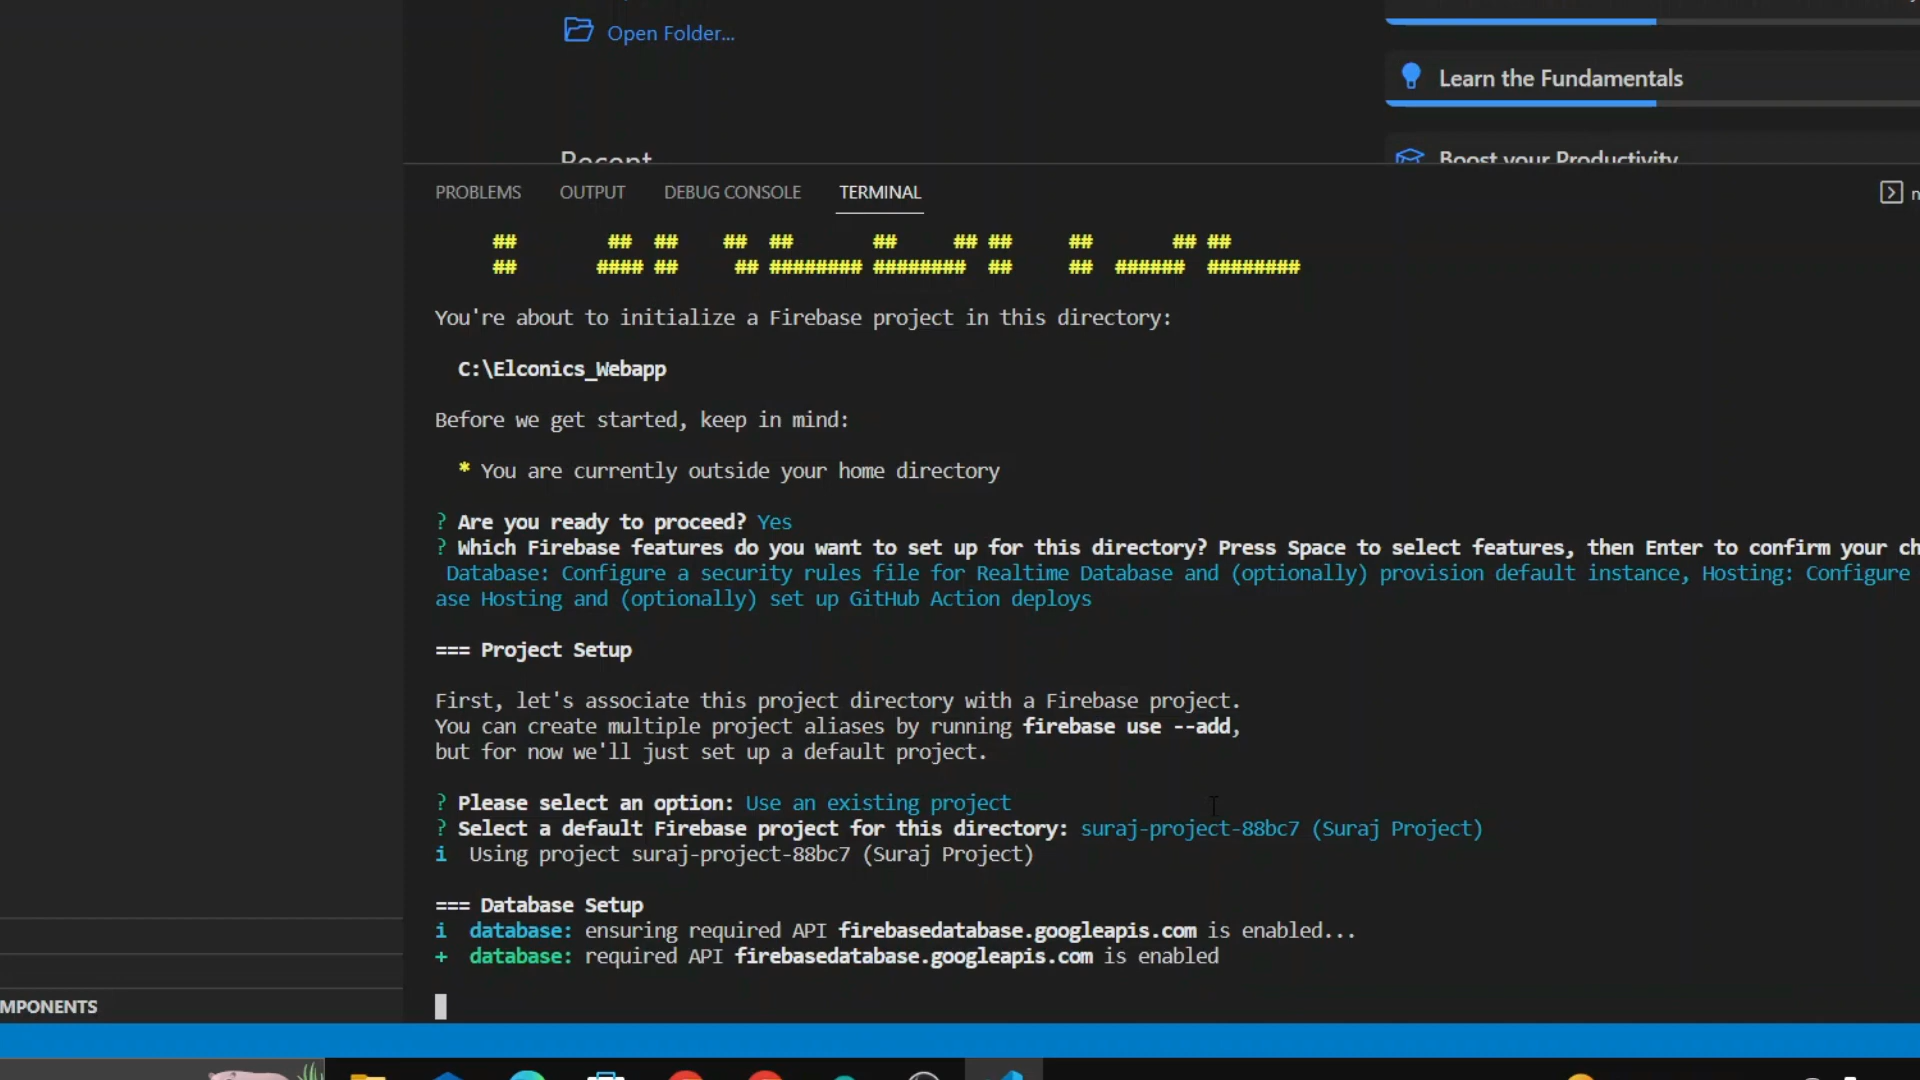 Open Folder...
Learn the Fundamentals
Recent
Boost your Productivity
PROBLEMS OUTPUT DEBUG CONSOLE TERMINAL
## ## ## ## ## ## ## ## ## ## ##
## #### ## ## ######## ######## ## ## ###### ########
You're about to initialize a Firebase project in this directory:
C:\Elconics_Webapp
Before we get started, keep in mind:
* You are currently outside your home directory
? Are you ready to proceed? Yes
? Which Firebase features do you want to set up for this directory? Press Space to select features, then Enter to confirm your ch
Database: Configure a security rules file for Realtime Database and (optionally) provision default instance, Hosting: Configure
ase Hosting and (optionally) set up GitHub Action deploys
=== Project Setup
First, let's associate this project directory with a Firebase project.
You can create multiple project aliases by running firebase use --add,
but for now we'll just set up a default project.
? Please select an option: Use an existing project
? Select a default Firebase project for this directory: suraj-project-88bc7 (Suraj Project)
i Using project suraj-project-88bc7 (Suraj Project)
=== Database Setup
i database: ensuring required API firebasedatabase.googleapis.com is enabled...
+ database: required API firebasedatabase.googleapis.com is enabled
MPONENTS